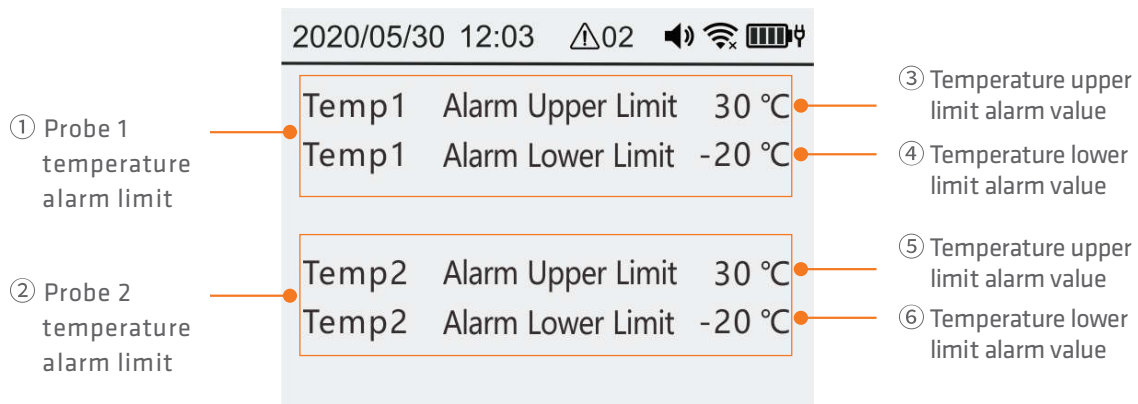 2020/05/30 12:03 ⚠02
① Probe 1
temperature
alarm limit
Temp1 Alarm Upper Limit 30 ℃
Temp1 Alarm Lower Limit -20 ℃
③ Temperature upper
limit alarm value
④ Temperature lower
limit alarm value
② Probe 2
temperature
alarm limit
Temp2 Alarm Upper Limit 30 ℃
Temp2 Alarm Lower Limit -20 ℃
⑤ Temperature upper
limit alarm value
⑥ Temperature lower
limit alarm value